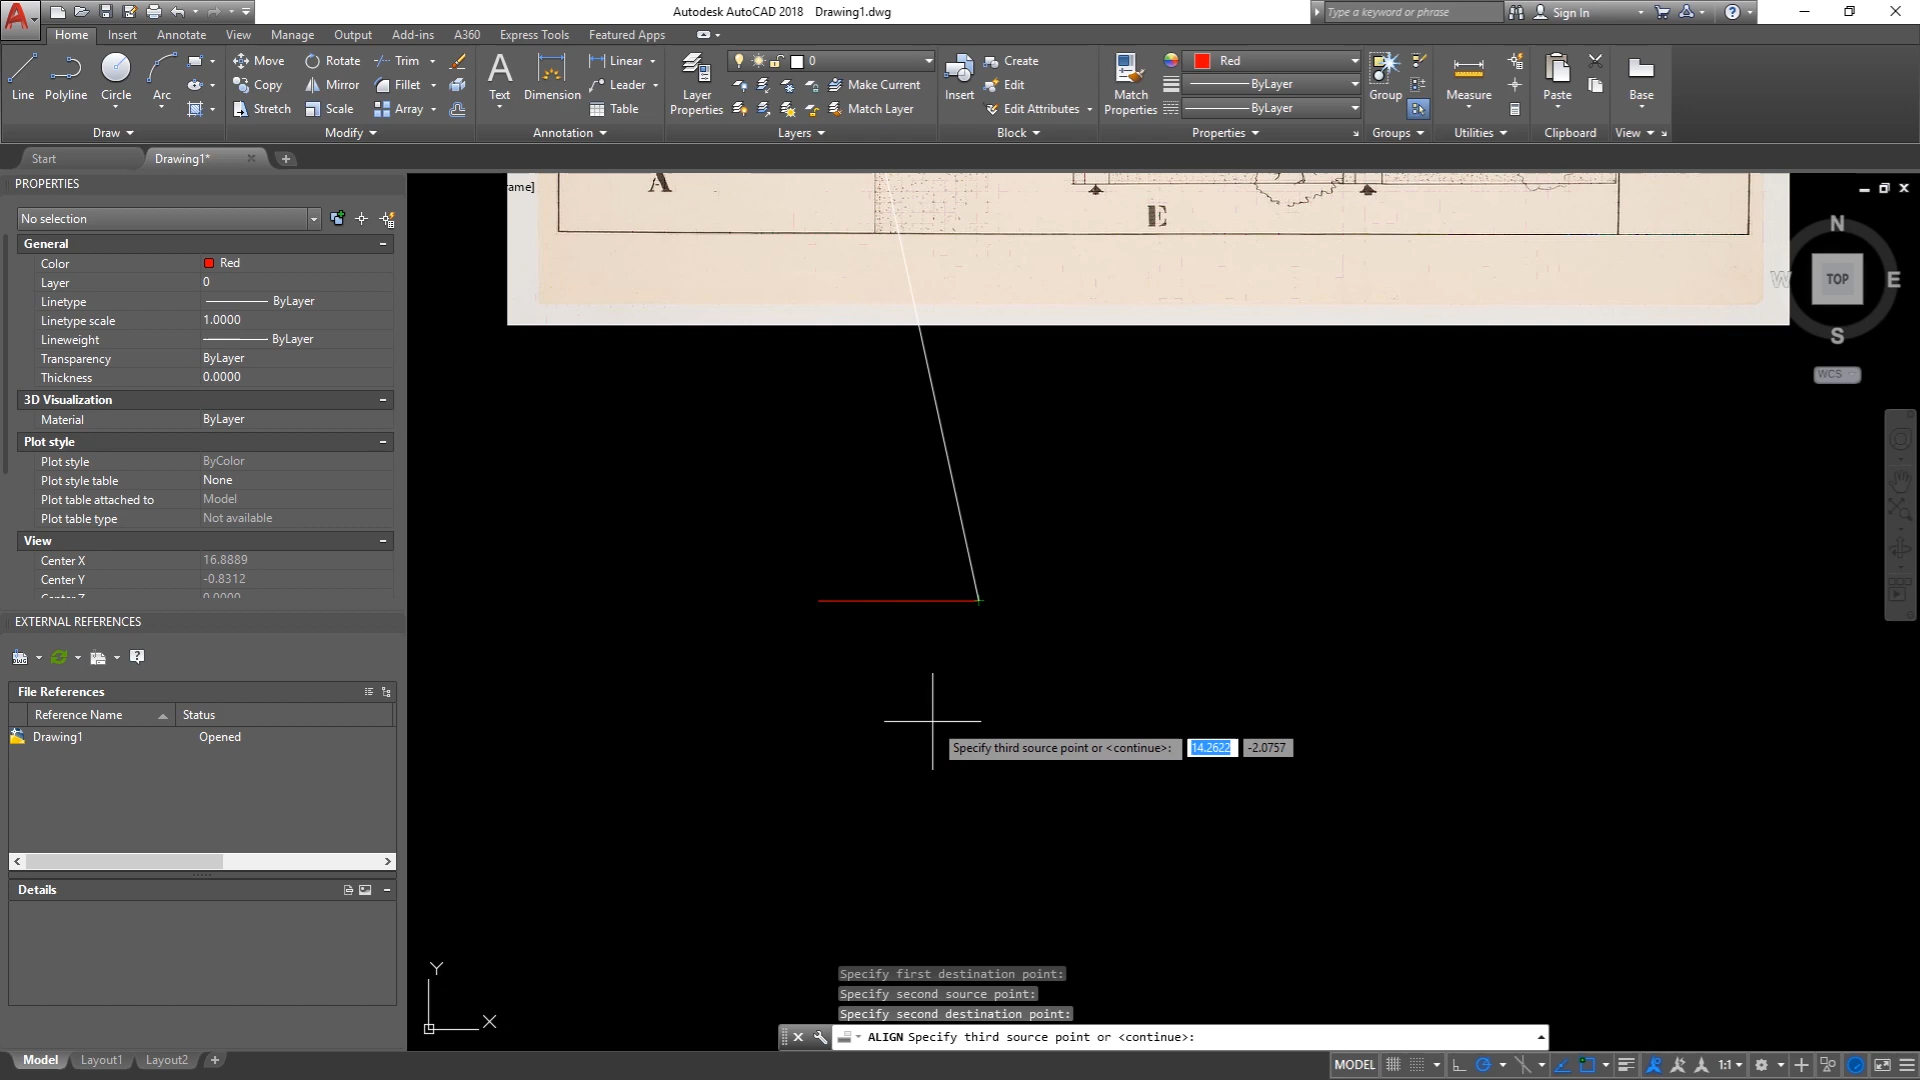 Autodesk AutoCAD 2018 Drawing1.dwg
Type a keyword or phrase
Sign In
Home Insert Annotate View Manage Output Add-ins A360 Express Tools Featured Apps
Line
Polyline
Circle
Arc
Move
Rotate
Trim
Copy
Mirror
Fillet
Stretch
Scale
Array
Text
Dimension
Linear
Leader
Table
Layer
Properties
0
Make Current
Match Layer
Insert
Create
Edit
Edit Attributes
Match
Properties
Red
ByLayer
ByLayer
Group
Measure
Paste
Base
Draw Modify Annotation Layers Block Properties Groups Utilities Clipboard View
Start Drawing1*
PROPERTIES
No selection
General
Color Red
Layer 0
Linetype ByLayer
Linetype scale 1.0000
Lineweight ByLayer
Transparency ByLayer
Thickness 0.0000
3D Visualization
Material ByLayer
Plot style
Plot style ByColor
Plot style table None
Plot table attached to Model
Plot table type Not available
View
Center X 16.8889
Center Y -0.8312
Center Z 0.0000
EXTERNAL REFERENCES
File References
Reference Name Status
Drawing1 Opened
Details
rame]
A
E
N
W TOP E
S
WCS
Specify third source point or <continue>: 14.2622 -2.0757
Y
X
Specify first destination point:
Specify second source point:
Specify second destination point:
ALIGN Specify third source point or <continue>:
Model Layout1 Layout2
MODEL 1:1